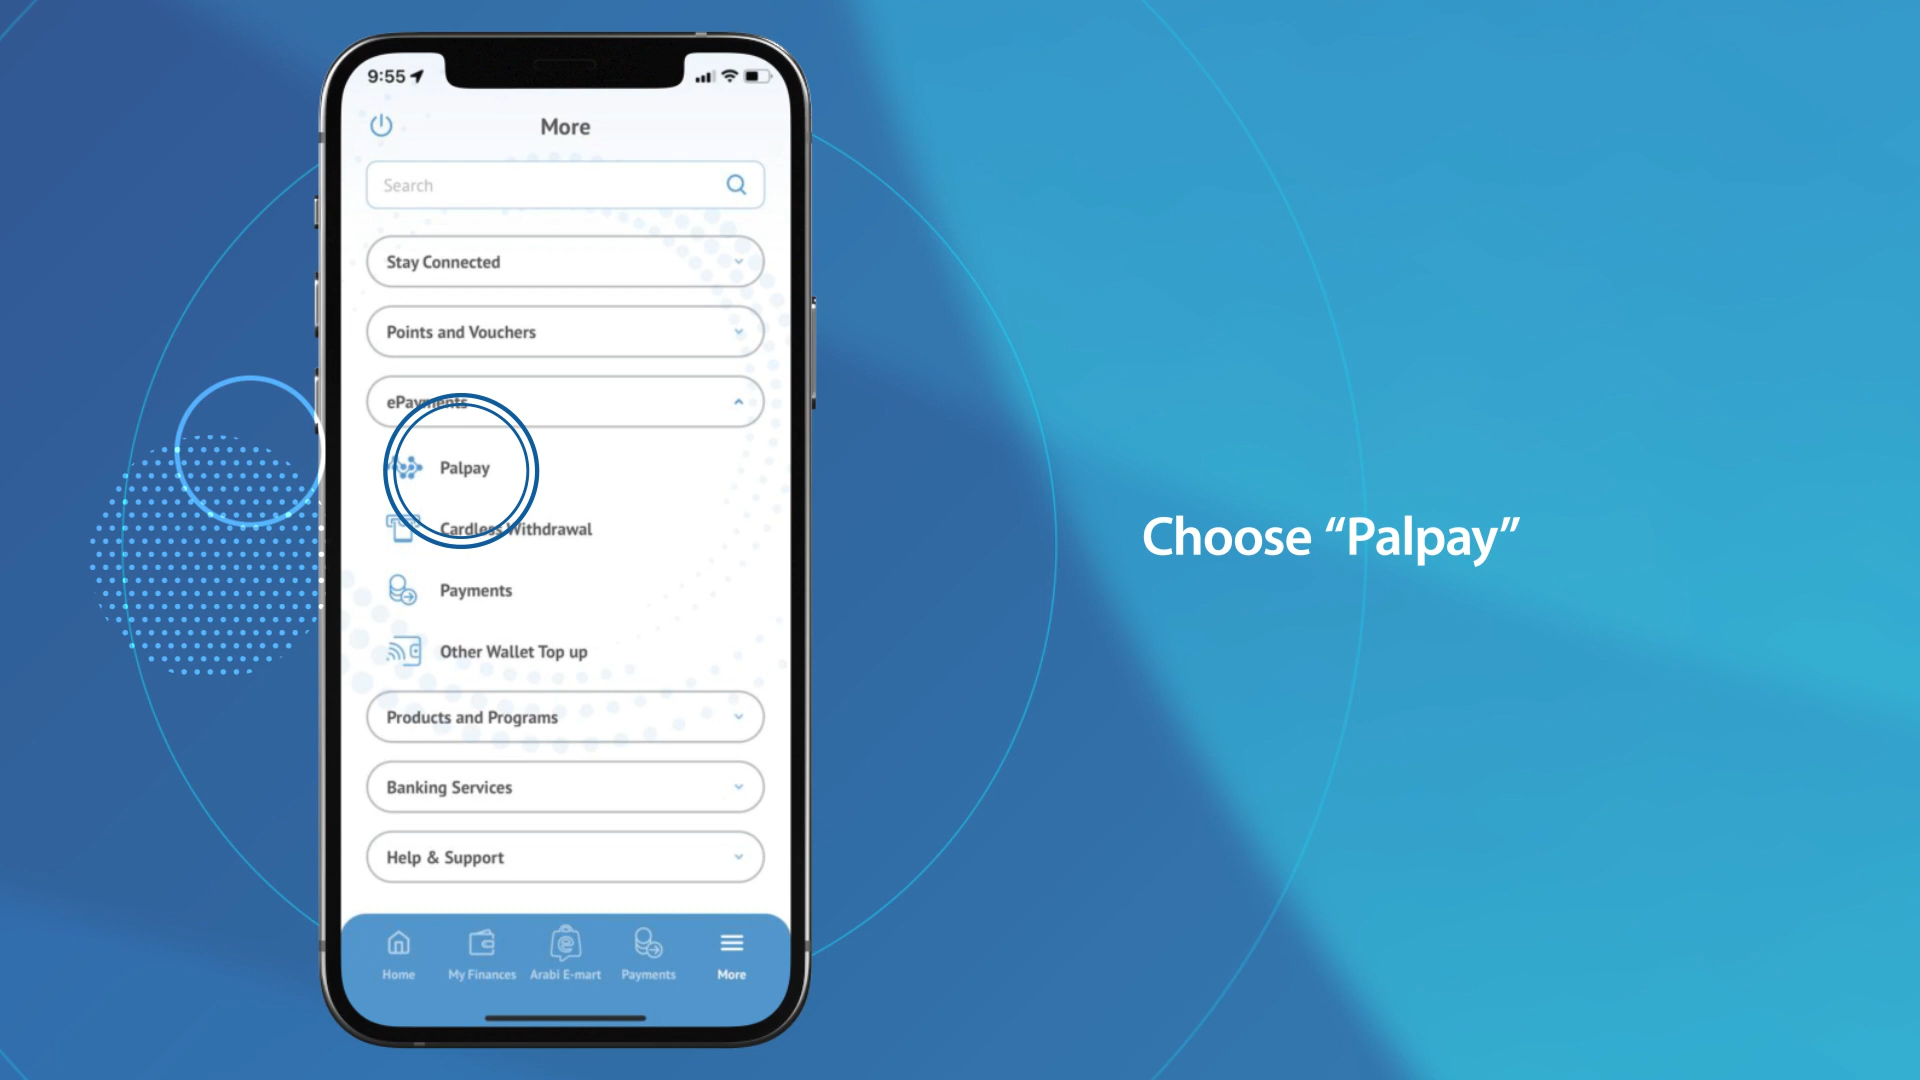 9:55
More
Search
Stay Connected
Points and Vouchers
ePayments
Palpay
Cardless Withdrawal
Payments
Other Wallet Top up
Products and Programs
Banking Services
Help & Support
Home
My Finances
Arabi E-mart
Payments
More
Choose “Palpay”